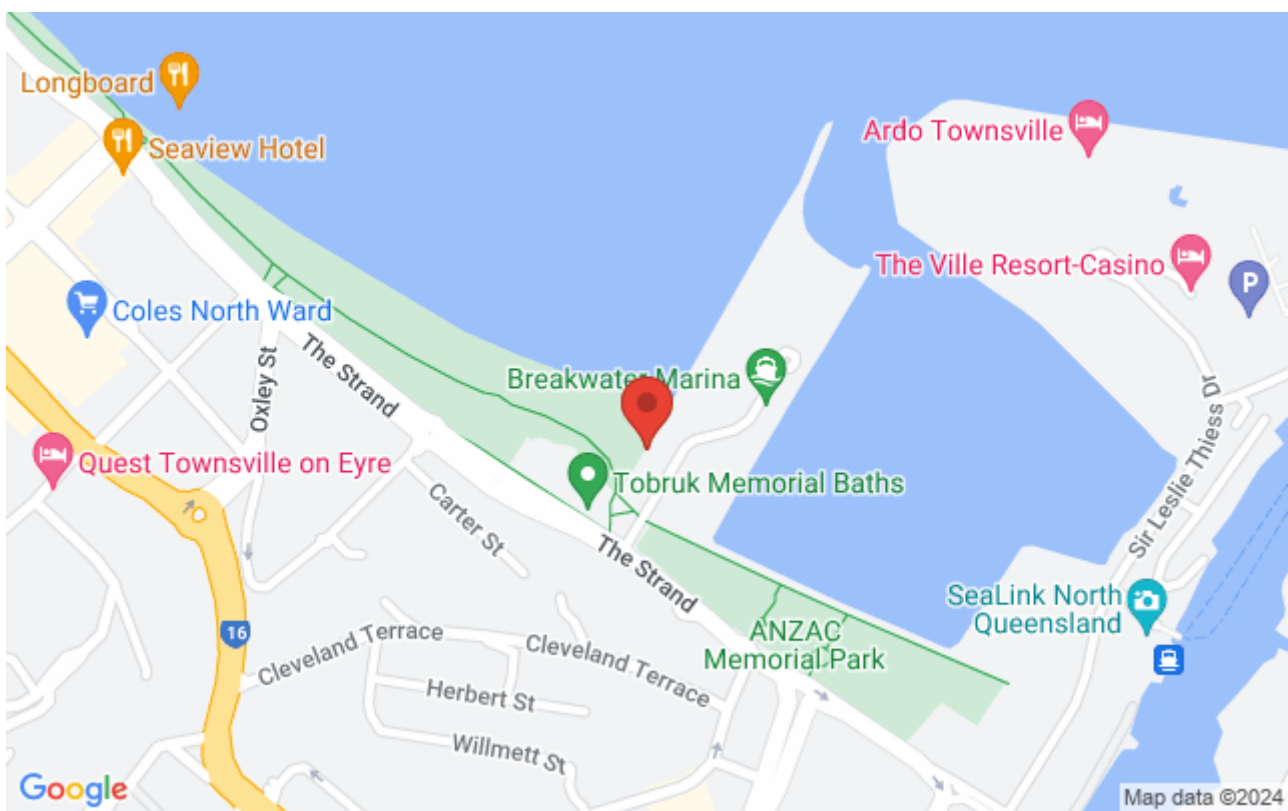 Longboard
Seaview Hotel
Ardo Townsville
The Ville Resort-Casino
P
Coles North Ward
The Strand
Oxley St
Breakwater Marina
Sir Leslie Thiess Dr
Quest Townsville on Eyre
Tobruk Memorial Baths
Carter St
The Strand
SeaLink North
Queensland
16
Cleveland Terrace
Cleveland Terrace
ANZAC
Memorial Park
Herbert St
Willmett St
Google
Map data ©2024